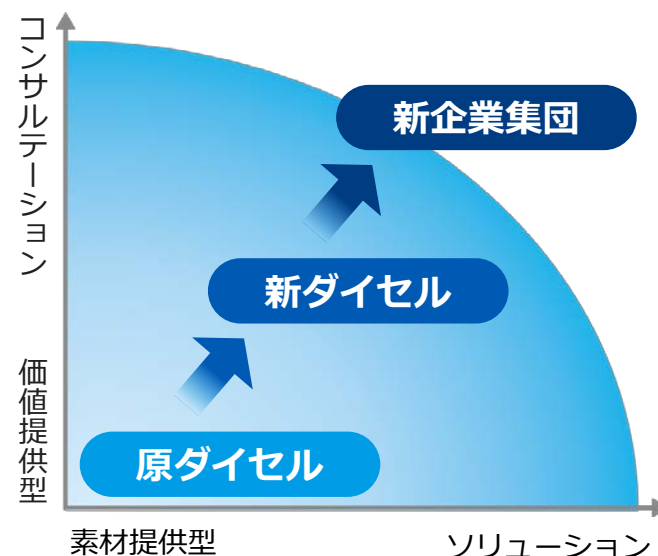 コンサルテーション
価値提供型
新企業集団
新ダイセル
原ダイセル
素材提供型
ソリューション